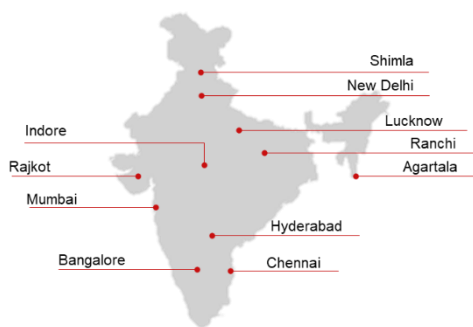 Shimla
New Delhi
Lucknow
Indore
Ranchi
Rajkot
Agartala
Mumbai
Hyderabad
Bangalore
Chennai